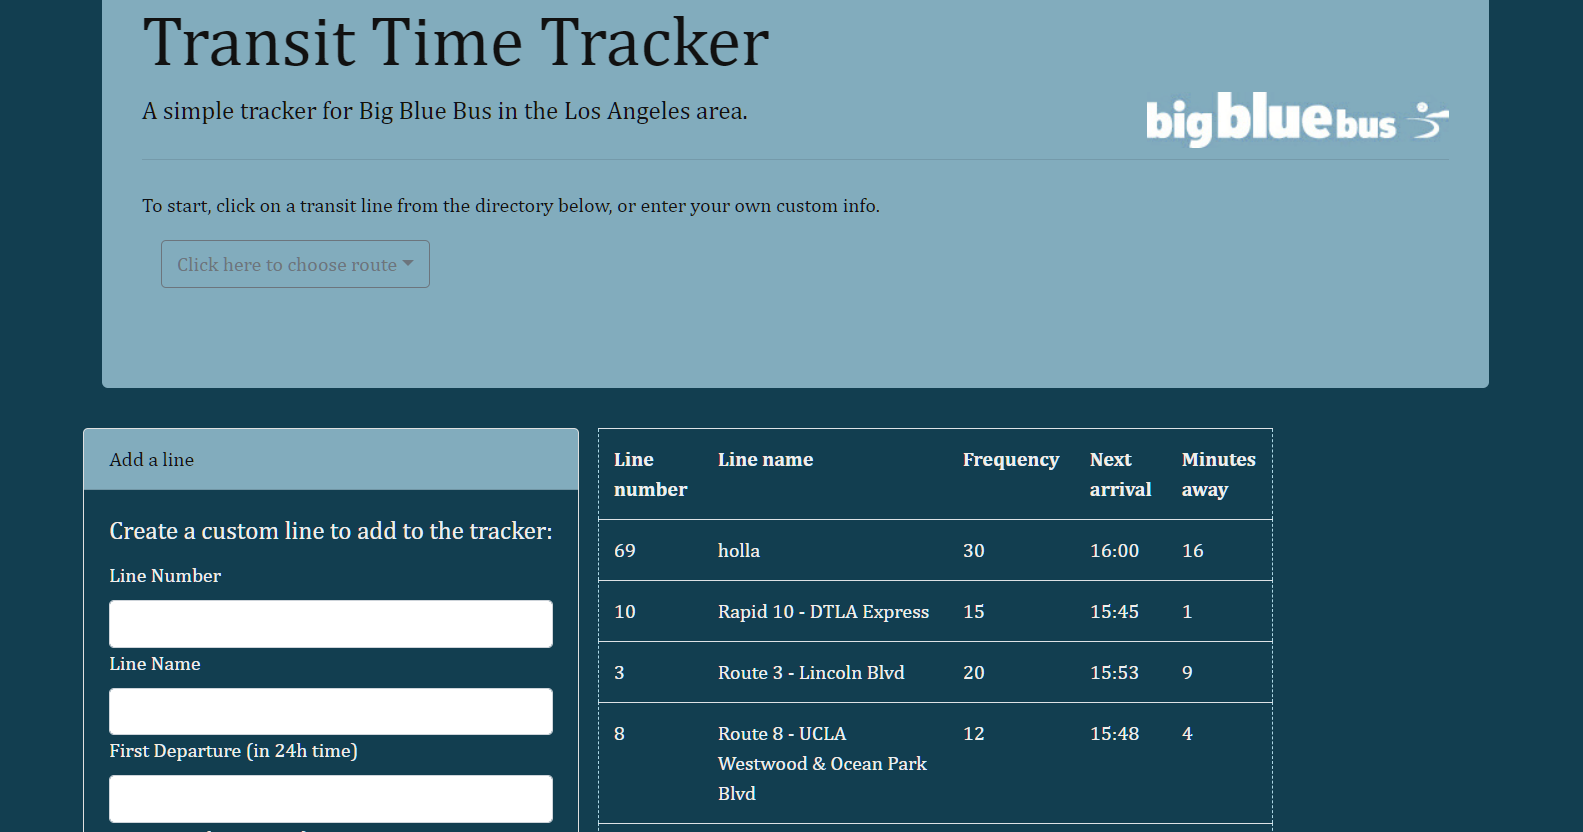 Transit Time Tracker
A simple tracker for Big Blue Bus in the Los Angeles area.
bigbluebus
To start, click on a transit line from the directory below, or enter your own custom info.
Click here to choose route
Add a line
Create a custom line to add to the tracker:
Line Number
Line Name
First Departure (in 24h time)
Line number Line name Frequency Next arrival Minutes away
69 holla 30 16:00 16
10 Rapid 10 - DTLA Express 15 15:45 1
3 Route 3 - Lincoln Blvd 20 15:53 9
8 Route 8 - UCLA 12 15:48 4
Westwood & Ocean Park
Blvd